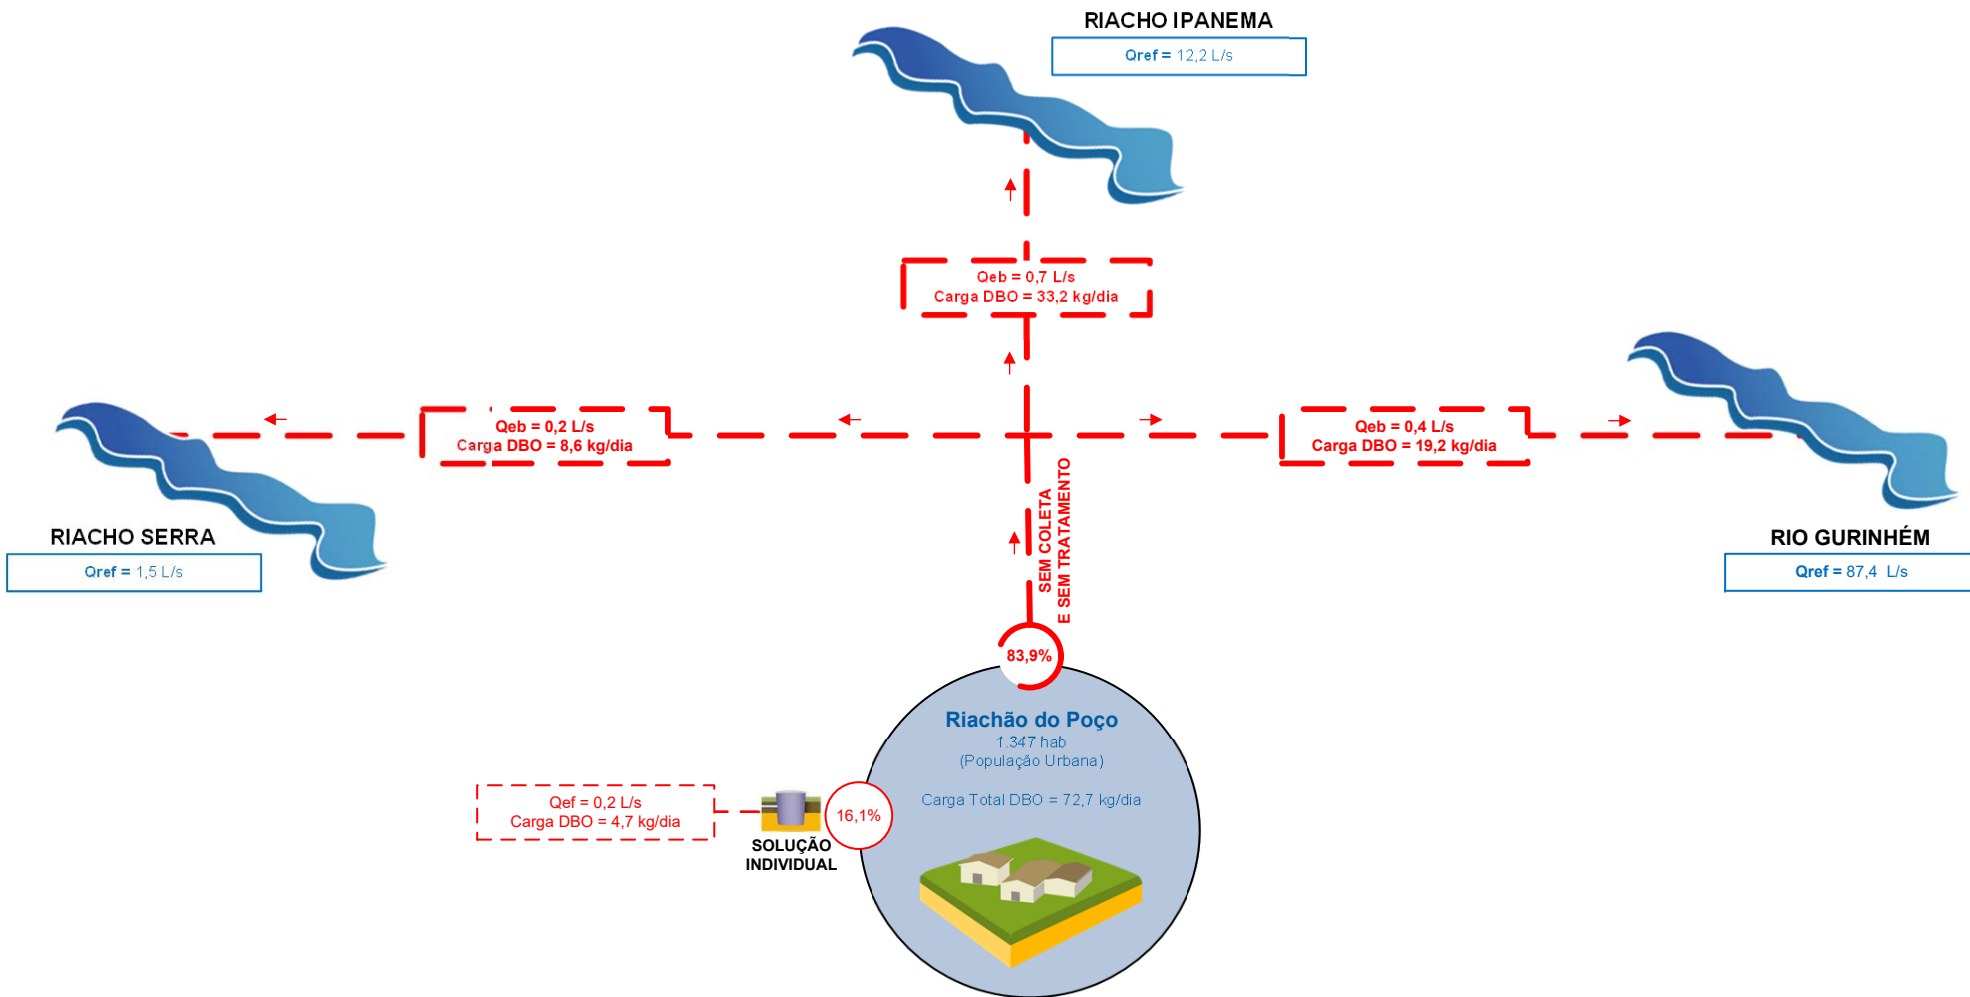 RIACHO IPANEMA
Qref = 12,2 L/s
Qeb = 0,7 L/s
Carga DBO = 33,2 kg/dia
Qeb = 0,2 L/s
Carga DBO = 8,6 kg/dia
Qeb = 0,4 L/s
Carga DBO = 19,2 kg/dia
RIACHO SERRA
Qref = 1,5 L/s
RIO GURINHÉM
Qref = 87,4 L/s
SEM COLETA
E SEM TRATAMENTO
83,9%
Riachão do Poço
1.347 hab
(População Urbana)
Carga Total DBO = 72,7 kg/dia
Qef = 0,2 L/s
Carga DBO = 4,7 kg/dia
16,1%
SOLUÇÃO
INDIVIDUAL